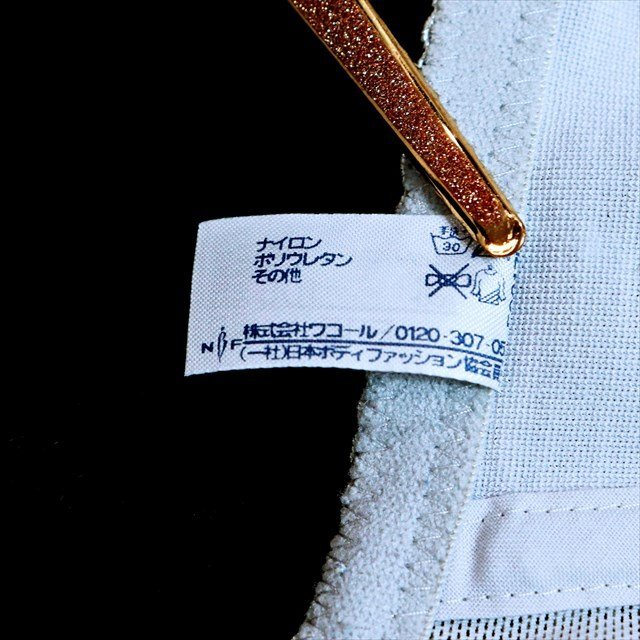 ナイロン
ポリウレタン
その他
手洗
30
株式会社ワコール/0120-307-05
NBF
(一社)日本ボディファッション協会員